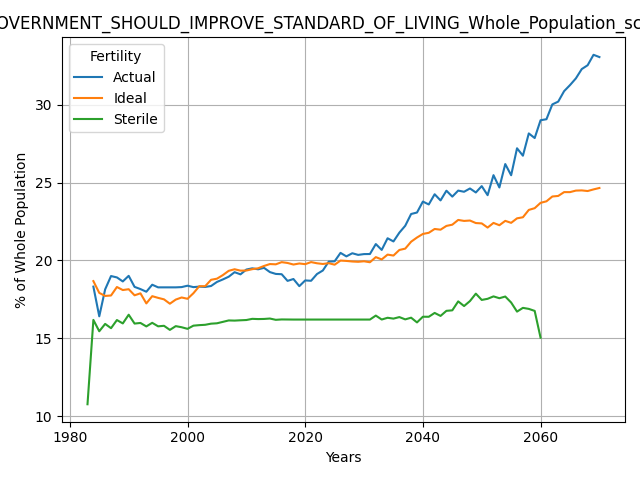 OVERNMENT_SHOULD_IMPROVE_STANDARD_OF_LIVING_Whole_Population_sc
Fertility
Actual
Ideal
Sterile
% of Whole Population
30
25
20
15
10
1980 2000 2020 2040 2060
Years